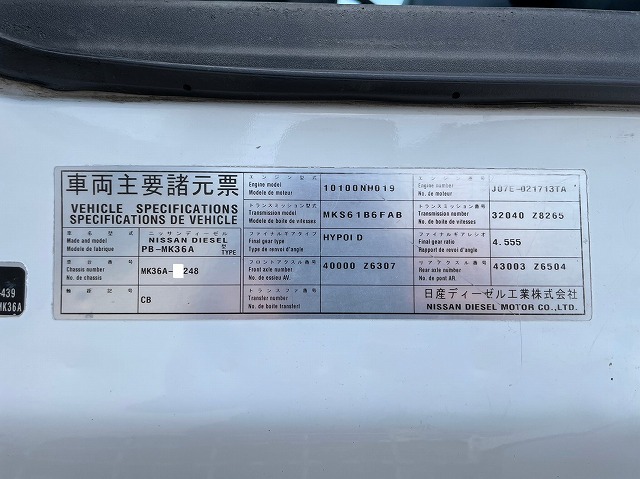 車両主要諸元票
VEHICLE SPECIFICATIONS
SPECIFICATIONS DE VEHICLE
車名型式
Made and model
Modele de fabrique
ニッサンディーゼル
NISSAN DIESEL
PB-MK36A
型式
TYPE
車台番号
Chassis number
No. de chassis
MK36A- 248
輸番記号
CB
エンジン型式
Engine model
Modele de moteur
10100NH019
エンジン番号
Engine number
No. de moteur
J07E-021713TA
トランスミッション型式
Transmission model
Modele de boite de vitesses
MKS61B6FAB
トランスミッション番号
Transmission number
No. de boite de vitesses
32040 Z8265
ファイナルギアタイプ
Final gear type
Type de renvoi d'angle
HYPOID
ファイナルギアレシオ
Final gear ratio
Rap. de renvoi d'angle
4.555
フロントアクスル番号
Front axle number
No. de essieu AV.
40000 Z6307
リヤアクスル番号
Rear axle number
No. de pont AR.
43003 Z6504
トランスファ番号
Transfer number
No. de boite transfert
日産ディーゼル工業株式会社
NISSAN DIESEL MOTOR CO., LTD.
-439
MK36A